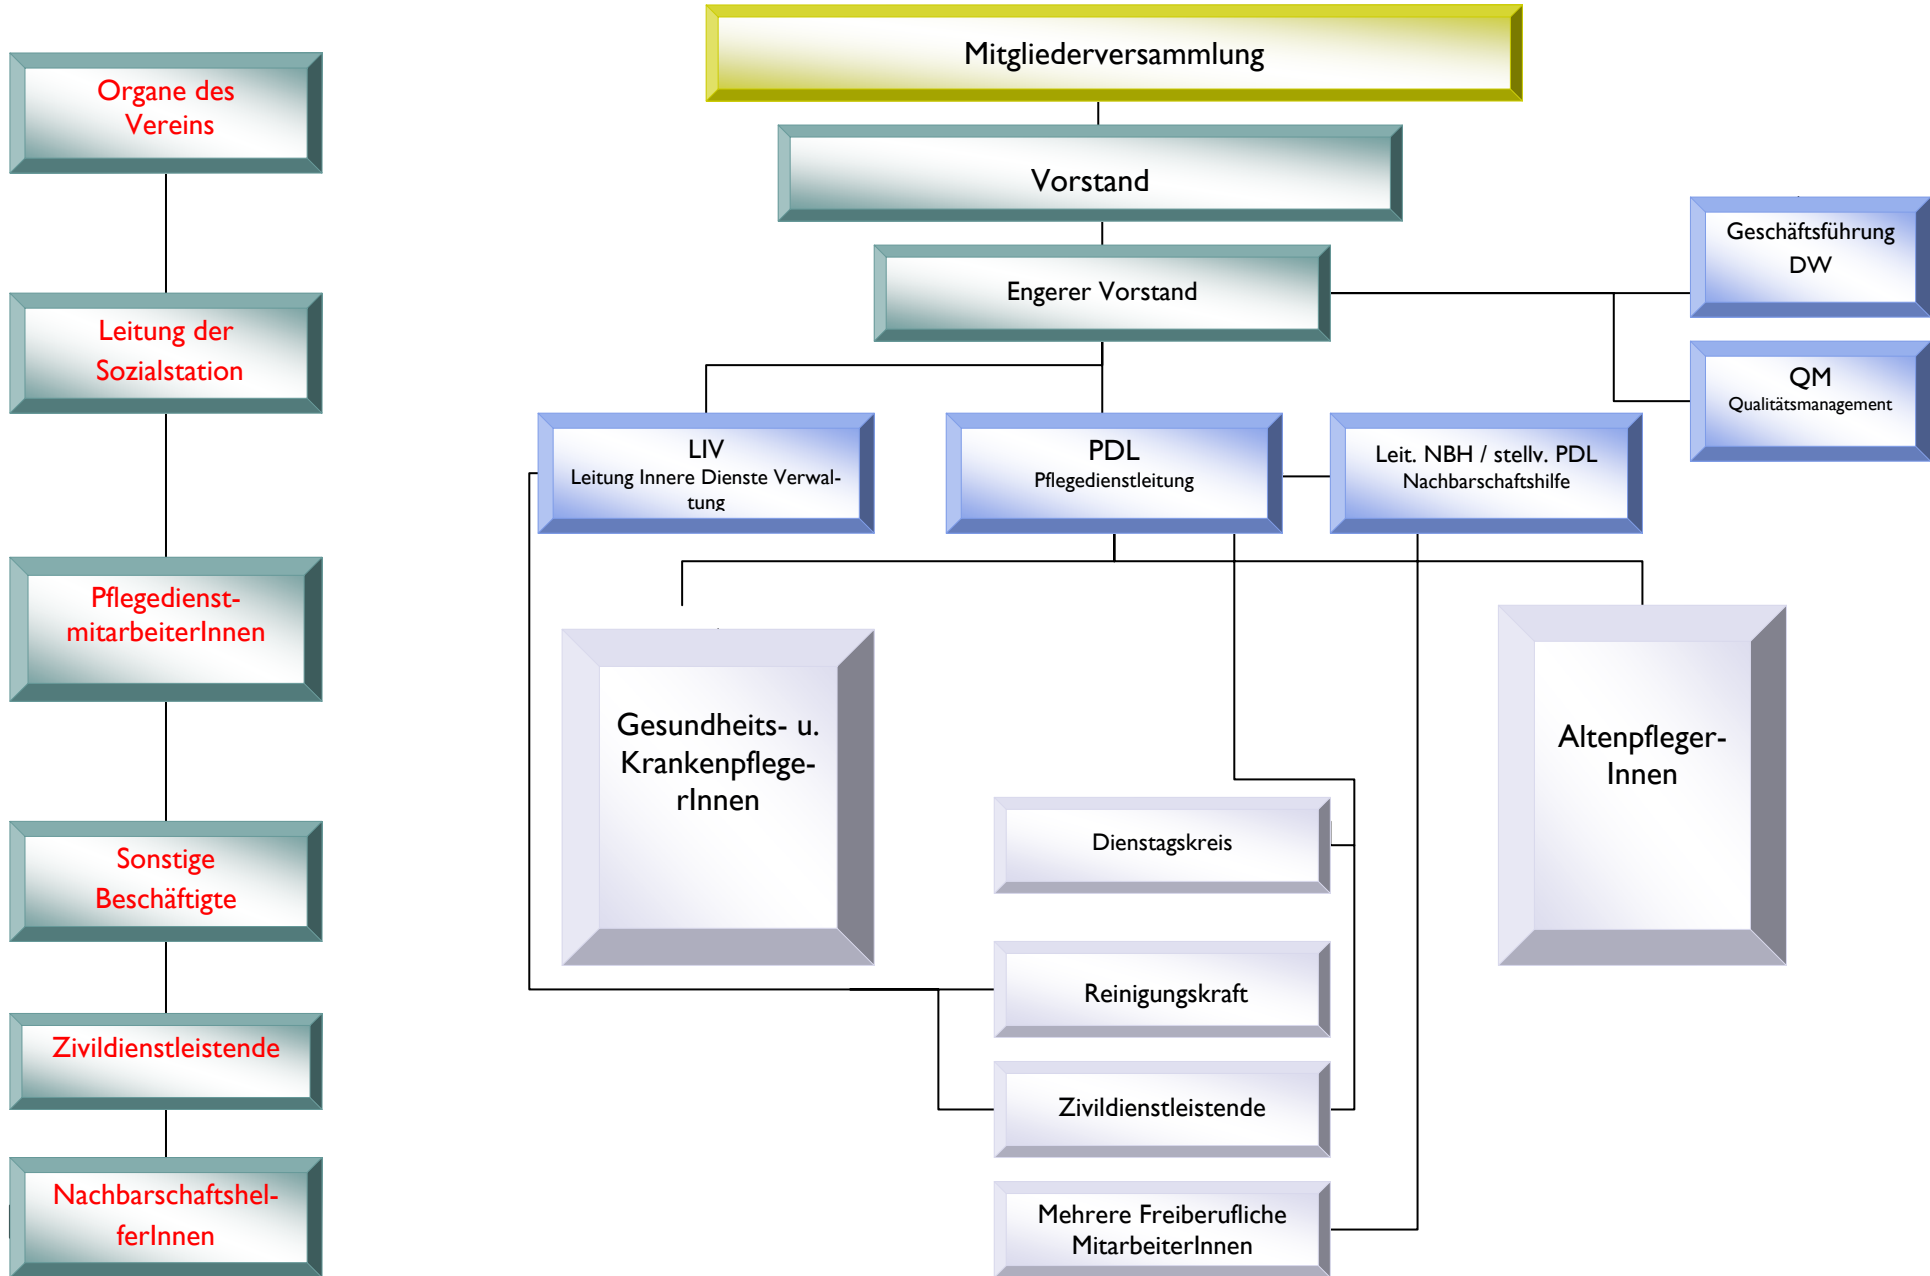 Organe des
Vereins
Leitung der
Sozialstation
Pflegedienst-
mitarbeiterInnen
Sonstige
Beschäftigte
Zivildienstleistende
Nachbarschaftshel-
ferInnen
Mitgliederversammlung
Vorstand
Engerer Vorstand
Geschäftsführung
DW
QM
Qualitätsmanagement
LIV
Leitung Innere Dienste Verwal-
tung
PDL
Pflegedienstleitung
Leit. NBH / stellv. PDL
Nachbarschaftshilfe
Gesundheits- u.
Krankenpflege-
rInnen
Altenpfleger-
Innen
Dienstagskreis
Reinigungskraft
Zivildienstleistende
Mehrere Freiberufliche
MitarbeiterInnen